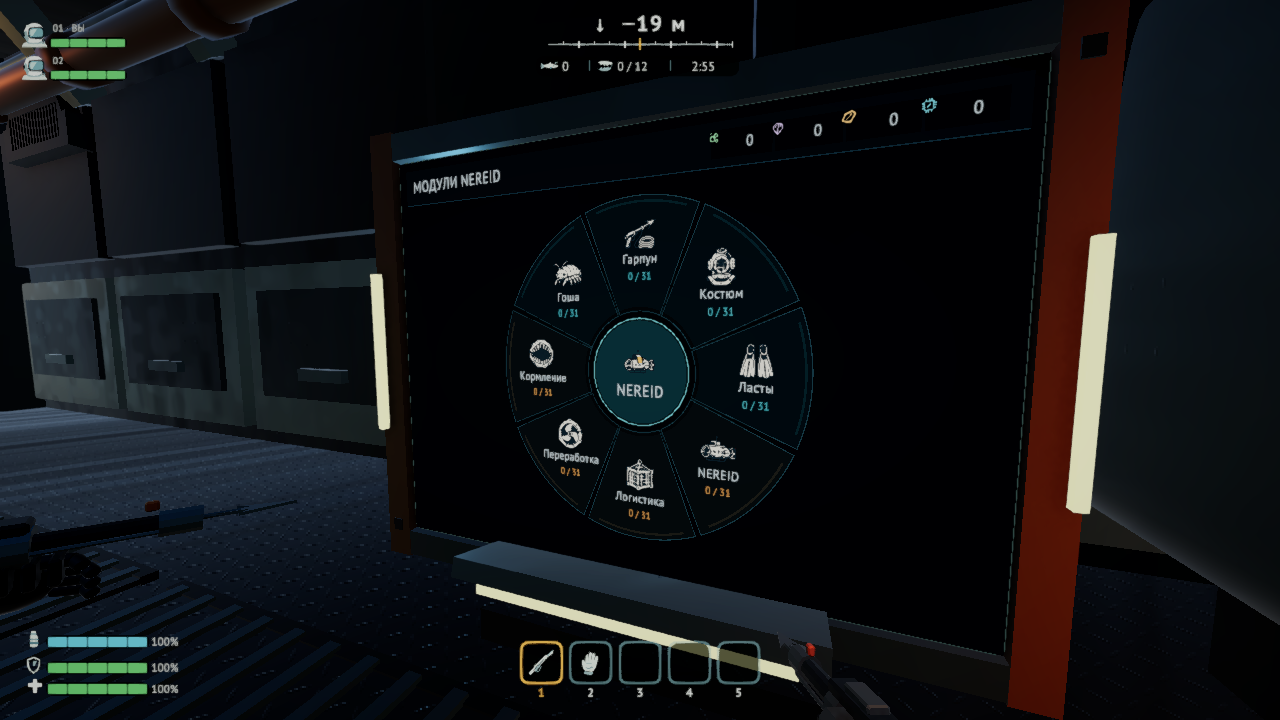 01 · ВЫ
02
↓ −19 м
0 0/12 2:55
0 0 0 0
МОДУЛИ NEREID
Гарпун
0/31
Костюм
0/31
Гоша
0/31
Ласты
0/31
Кормление
0/31
NEREID
Переработка
0/31
NEREID
0/31
Логистика
0/31
100%
100%
100%
1 2 3 4 5